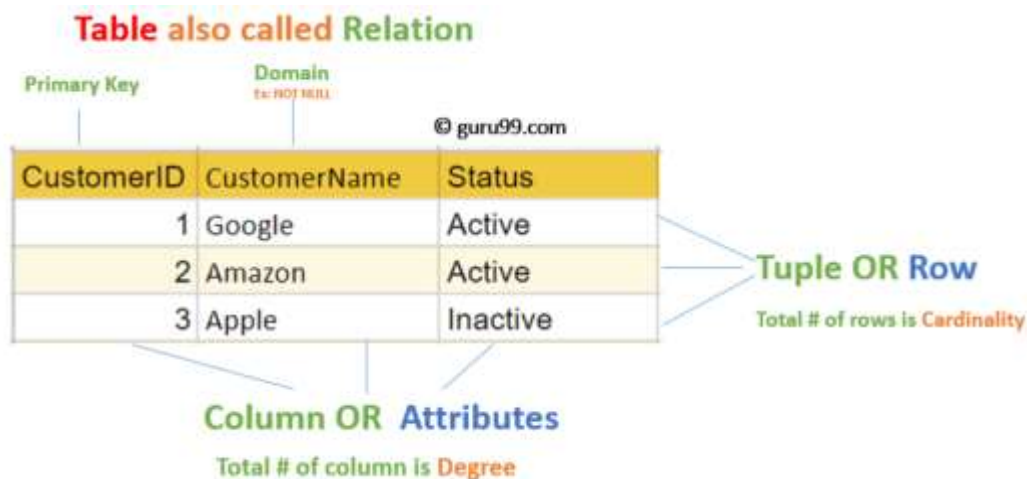 Table also called Relation
Primary Key
Domain
Ex: NOT NULL
© guru99.com
CustomerID CustomerName Status
1 Google Active
2 Amazon Active
3 Apple Inactive
Tuple OR Row
Total # of rows is Cardinality
Column OR Attributes
Total # of column is Degree